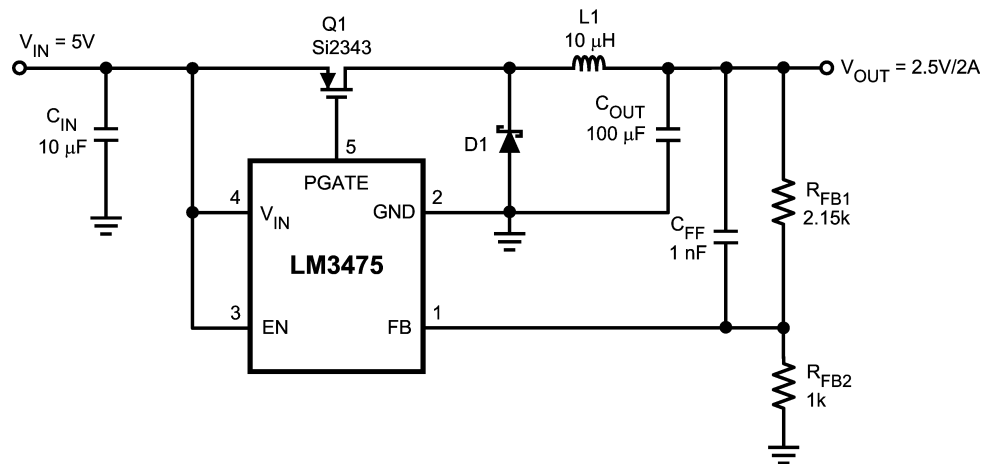 Q1
Si2343
L1
10 μH
V_IN = 5V
V_OUT = 2.5V/2A
C_IN
10 μF
C_OUT
100 μF
D1
5
PGATE
4
V_IN
GND
2
R_FB1
2.15k
C_FF
1 nF
LM3475
3
EN
FB
1
R_FB2
1k